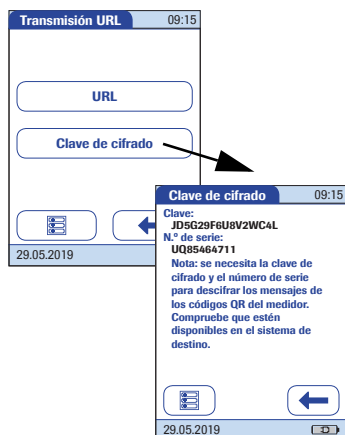 Transmisión URL 09:15
URL
Clave de cifrado
29.05.2019
Clave de cifrado 09:15
Clave:
JD5G29F6U8V2WC4L
N.º de serie:
UQ85464711
Nota: se necesita la clave de
cifrado y el número de serie
para descifrar los mensajes de
los códigos QR del medidor.
Compruebe que estén
disponibles en el sistema de
destino.
29.05.2019